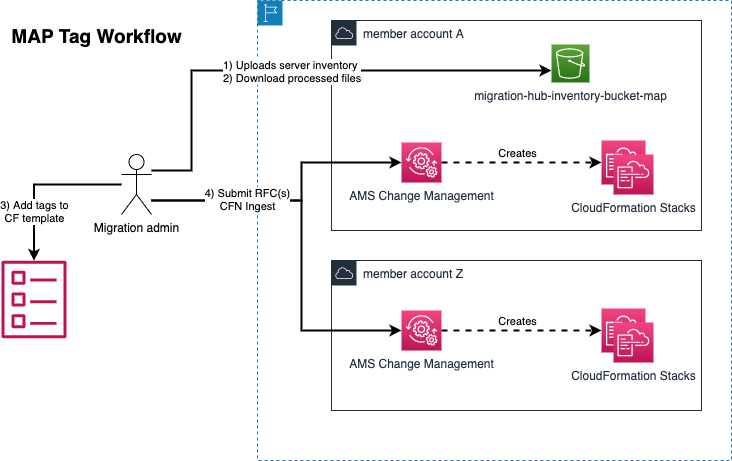 MAP Tag Workflow
member account A
1) Uploads server inventory
2) Download processed files
migration-hub-inventory-bucket-map
Creates
AMS Change Management
CloudFormation Stacks
3) Add tags to
CF template
Migration admin
4) Submit RFC(s)
CFN Ingest
member account Z
Creates
AMS Change Management
CloudFormation Stacks